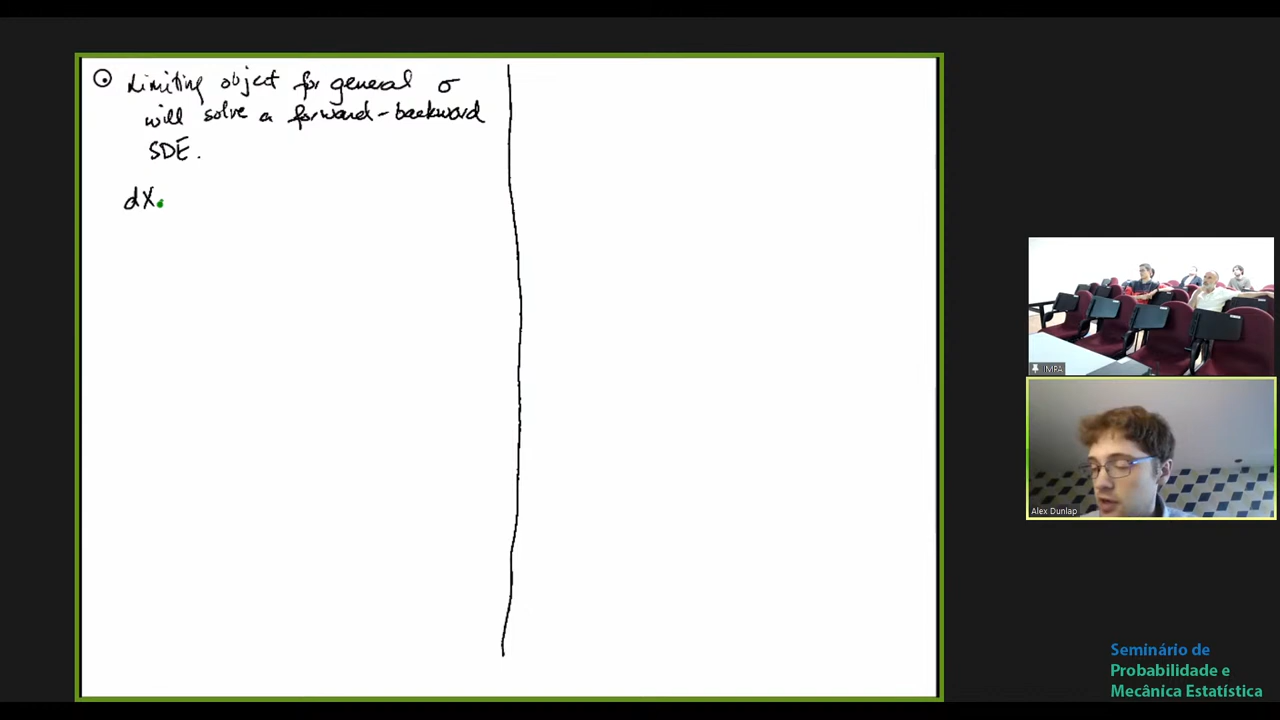 ⊙ Limiting object for general σ
will solve a forward-backward
SDE.
dX
IMPA
Alex Dunlap
Seminário de
Probabilidade e
Mecânica Estatística